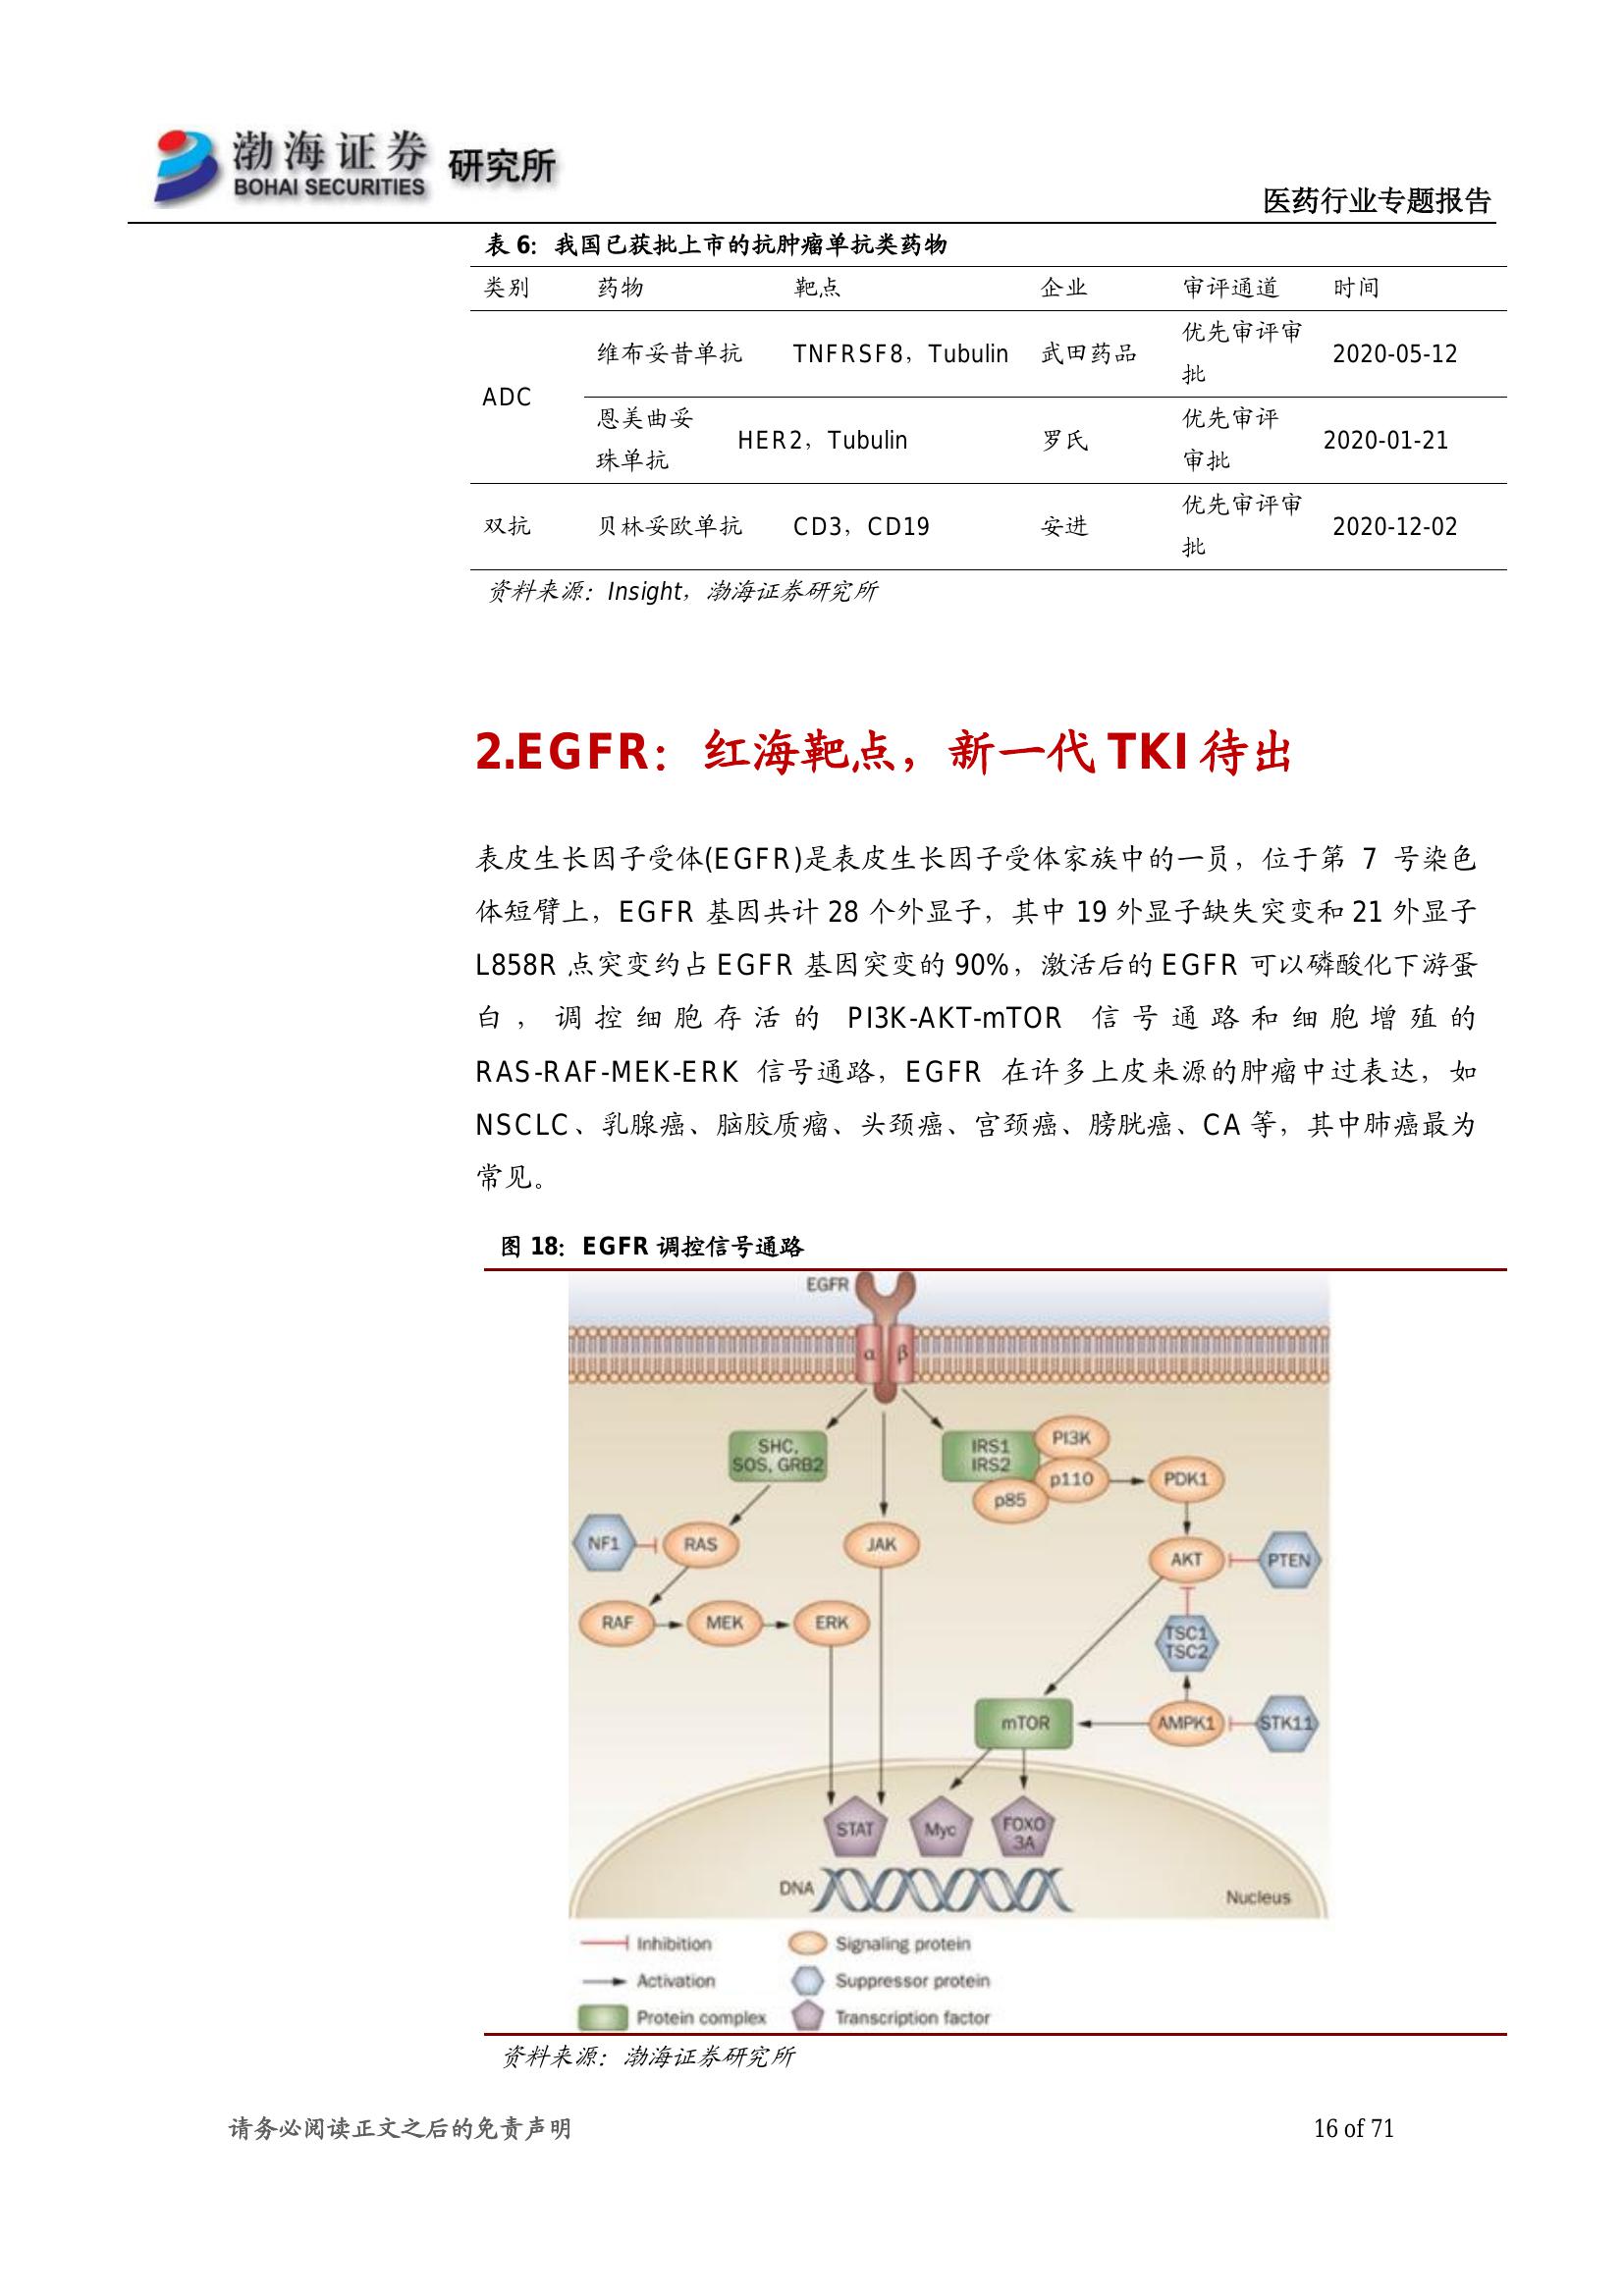 渤海证券 研究所
BOHAI SECURITIES
医药行业专题报告
表 6：我国已获批上市的抗肿瘤单抗类药物
类别 药物 靶点 企业 审评通道 时间
ADC
维布妥昔单抗 TNFRSF8，Tubulin 武田药品 优先审评审
批
2020-05-12
恩美曲妥
珠单抗
HER2，Tubulin 罗氏 优先审评
审批
2020-01-21
双抗 贝林妥欧单抗 CD3，CD19 安进 优先审评审
批
2020-12-02
资料来源：Insight，渤海证券研究所
2.EGFR：红海靶点，新一代 TKI 待出
表皮生长因子受体(EGFR)是表皮生长因子受体家族中的一员，位于第 7 号染色
体短臂上，EGFR 基因共计 28 个外显子，其中 19 外显子缺失突变和 21 外显子
L858R 点突变约占 EGFR 基因突变的 90%，激活后的 EGFR 可以磷酸化下游蛋
白，调控细胞存活的 PI3K-AKT-mTOR 信号通路和细胞增殖的
RAS-RAF-MEK-ERK 信号通路，EGFR 在许多上皮来源的肿瘤中过表达，如
NSCLC、乳腺癌、脑胶质瘤、头颈癌、宫颈癌、膀胱癌、CA 等，其中肺癌最为
常见。
图 18：EGFR 调控信号通路
EGFR
α β
SHC,
SOS, GRB2
IRS1
IRS2
PI3K
p110
p85
PDK1
NF1
RAS
JAK
AKT
PTEN
RAF
MEK
ERK
TSC1
TSC2
mTOR
AMPK1
STK11
STAT
Myc
FOXO
3A
DNA
Nucleus
Inhibition
Signaling protein
Activation
Suppressor protein
Protein complex
Transcription factor
资料来源：渤海证券研究所
请务必阅读正文之后的免责声明
16 of 71